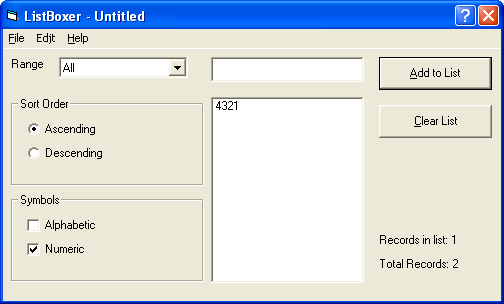 ListBoxer - Untitled
File Edit Help
Range All Add to List
Sort Order
Ascending
Descending
4321
Clear List
Symbols
Alphabetic
Numeric
Records in list: 1
Total Records: 2